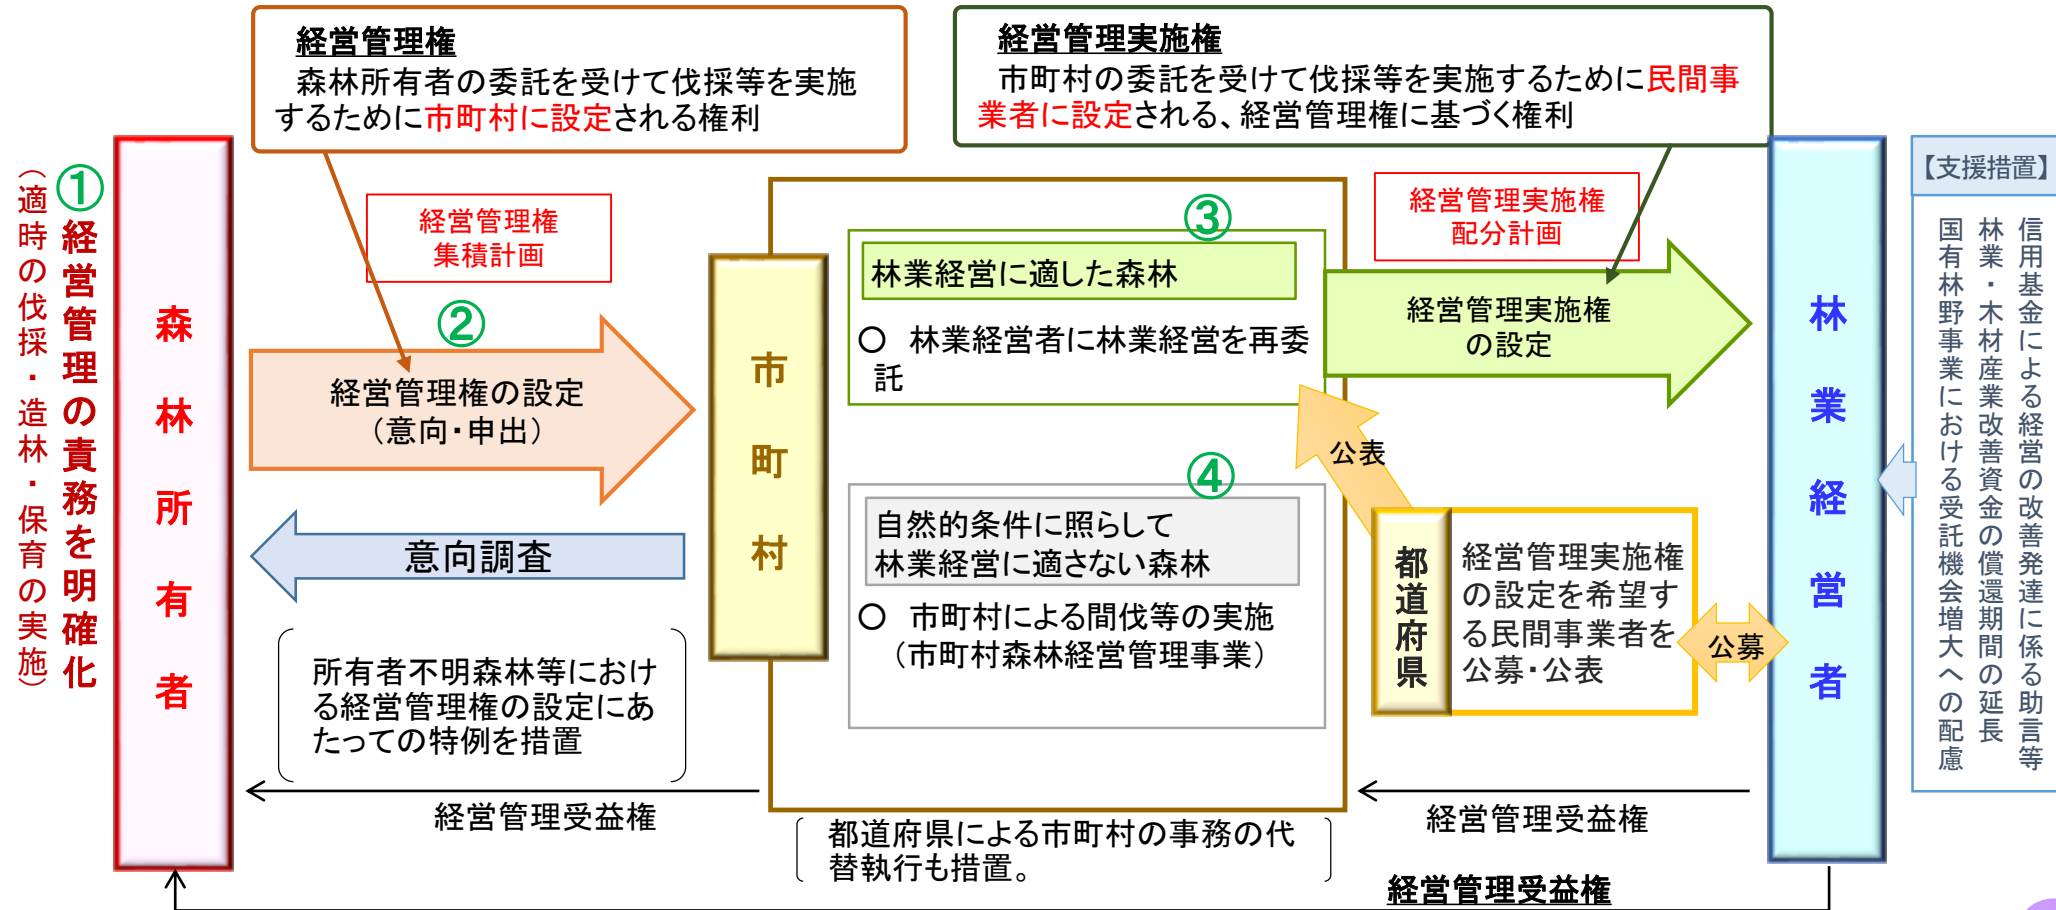 経営管理権
森林所有者の委託を受けて伐採等を実施
するために市町村に設定される権利
経営管理実施権
市町村の委託を受けて伐採等を実施するために民間事
業者に設定される、経営管理権に基づく権利
①経営管理の責務を明確化
（適時の伐採・造林・保育の実施）
森林所有者
経営管理権
集積計画
②
経営管理権の設定
（意向・申出）
意向調査
所有者不明森林等におけ
る経営管理権の設定にあ
たっての特例を措置
経営管理受益権
市町村
③
林業経営に適した森林
○ 林業経営者に林業経営を再委
託
④
自然的条件に照らして
林業経営に適さない森林
○ 市町村による間伐等の実施
（市町村森林経営管理事業）
都道府県による市町村の事務の代
替執行も措置。
経営管理実施権
配分計画
経営管理実施権
の設定
公表
都道府県
経営管理実施権
の設定を希望す
る民間事業者を
公募・公表
公募
経営管理受益権
経営管理受益権
林業経営者
【支援措置】
信用基金による経営の改善発達に係る助言等
林業・木材産業改善資金の償還期間の延長
国有林野事業における受託機会増大への配慮